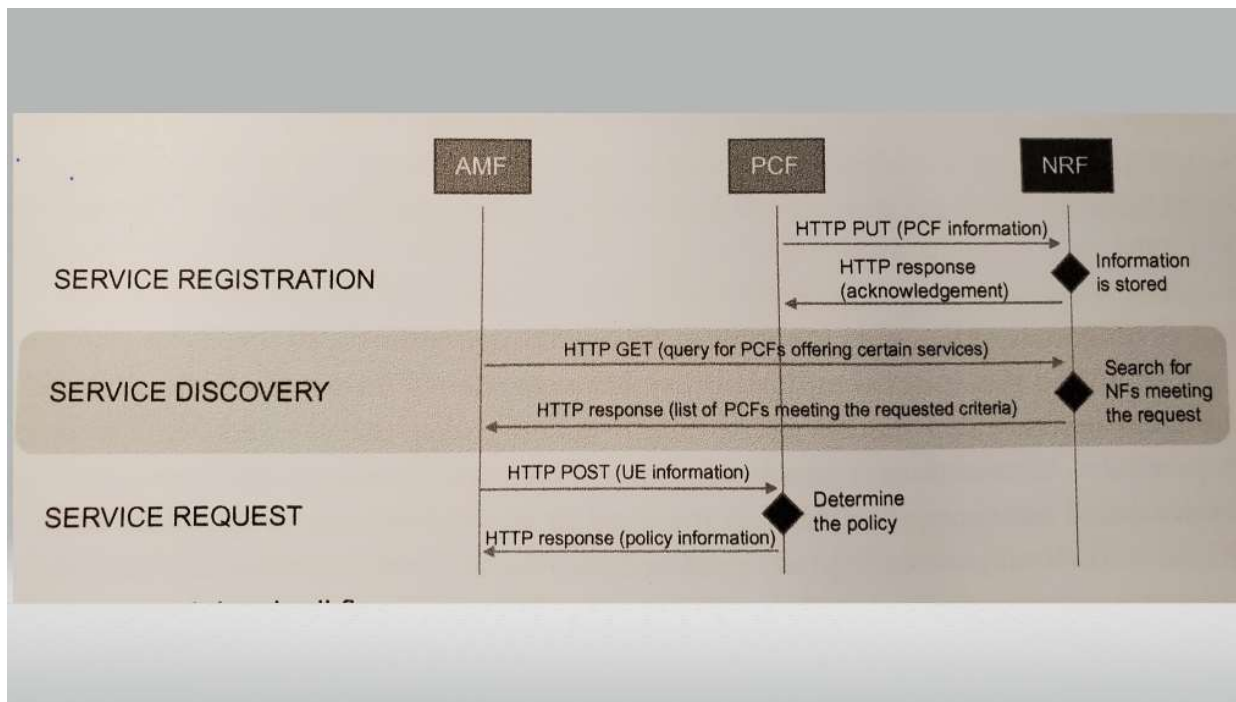 AMF
PCF
NRF
HTTP PUT (PCF information)
SERVICE REGISTRATION
HTTP response
(acknowledgement)
Information
is stored
HTTP GET (query for PCFs offering certain services)
SERVICE DISCOVERY
HTTP response (list of PCFs meeting the requested criteria)
Search for
NFs meeting
the request
HTTP POST (UE information)
SERVICE REQUEST
Determine
the policy
HTTP response (policy information)